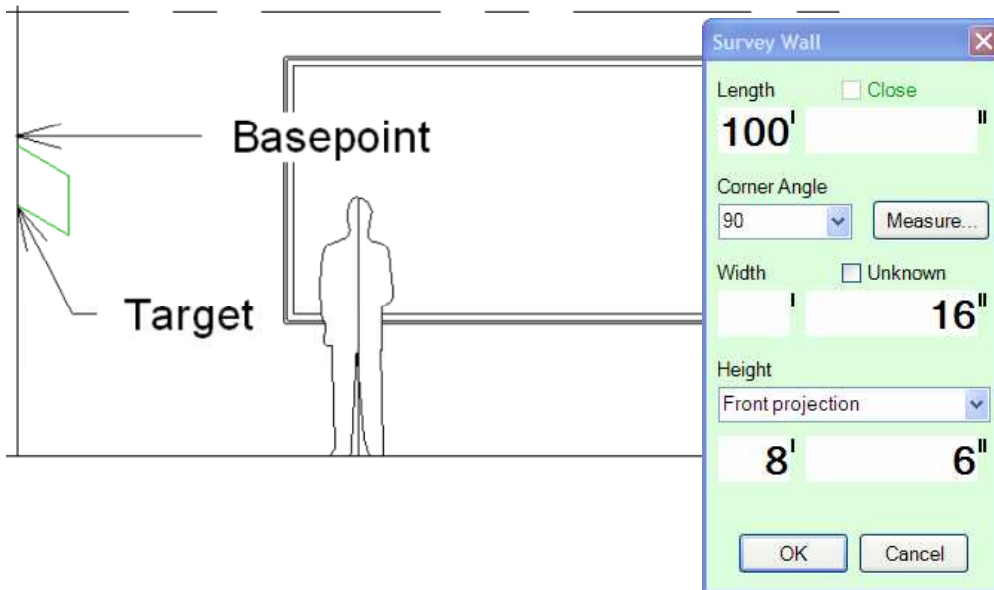 Basepoint
Target
Survey Wall
Length Close
100' "
Corner Angle
90 Measure...
Width Unknown
' 16"
Height
Front projection
8' 6"
OK Cancel